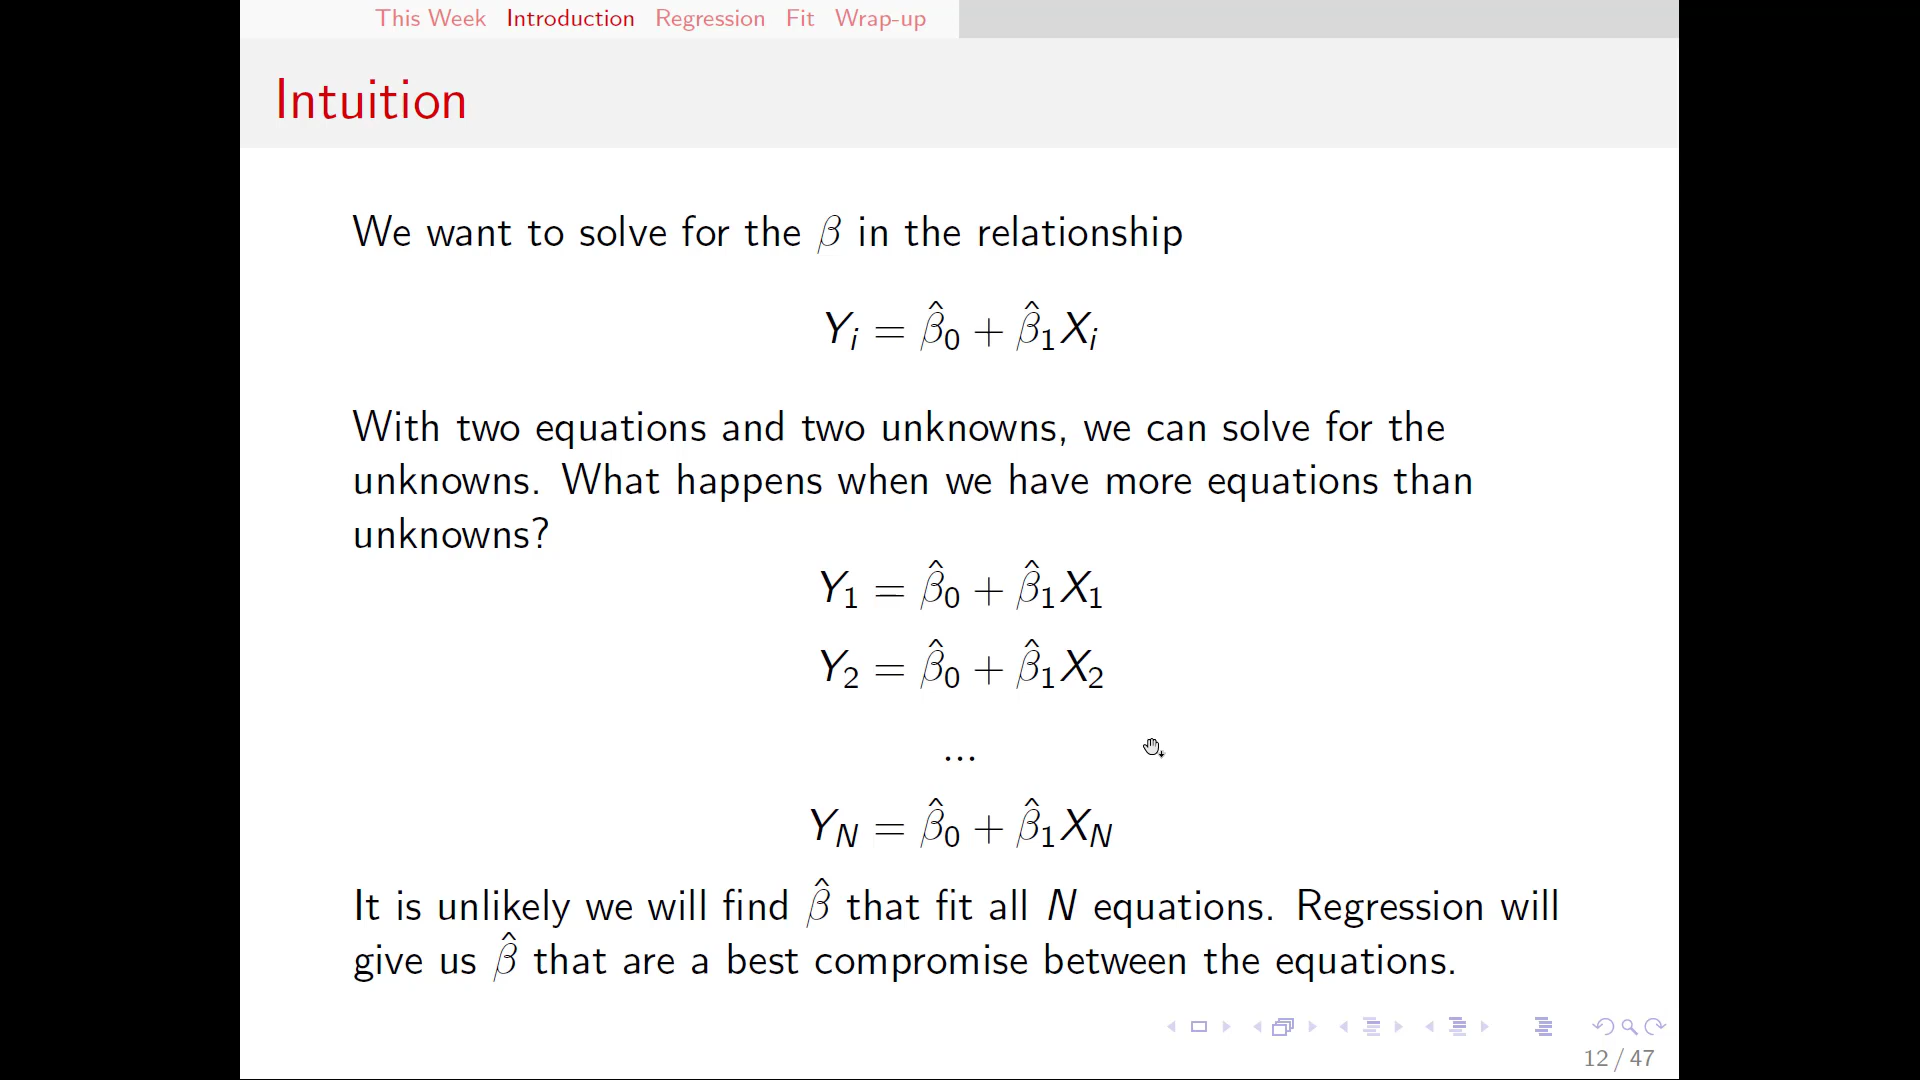 This Week Introduction Regression Fit Wrap-up
Intuition
We want to solve for the β in the relationship
Yᵢ = β̂₀ + β̂₁Xᵢ
With two equations and two unknowns, we can solve for the
unknowns. What happens when we have more equations than
unknowns?
Y₁ = β̂₀ + β̂₁X₁
Y₂ = β̂₀ + β̂₁X₂
...
Y_N = β̂₀ + β̂₁X_N
It is unlikely we will find β̂ that fit all N equations. Regression will
give us β̂ that are a best compromise between the equations.
12 / 47